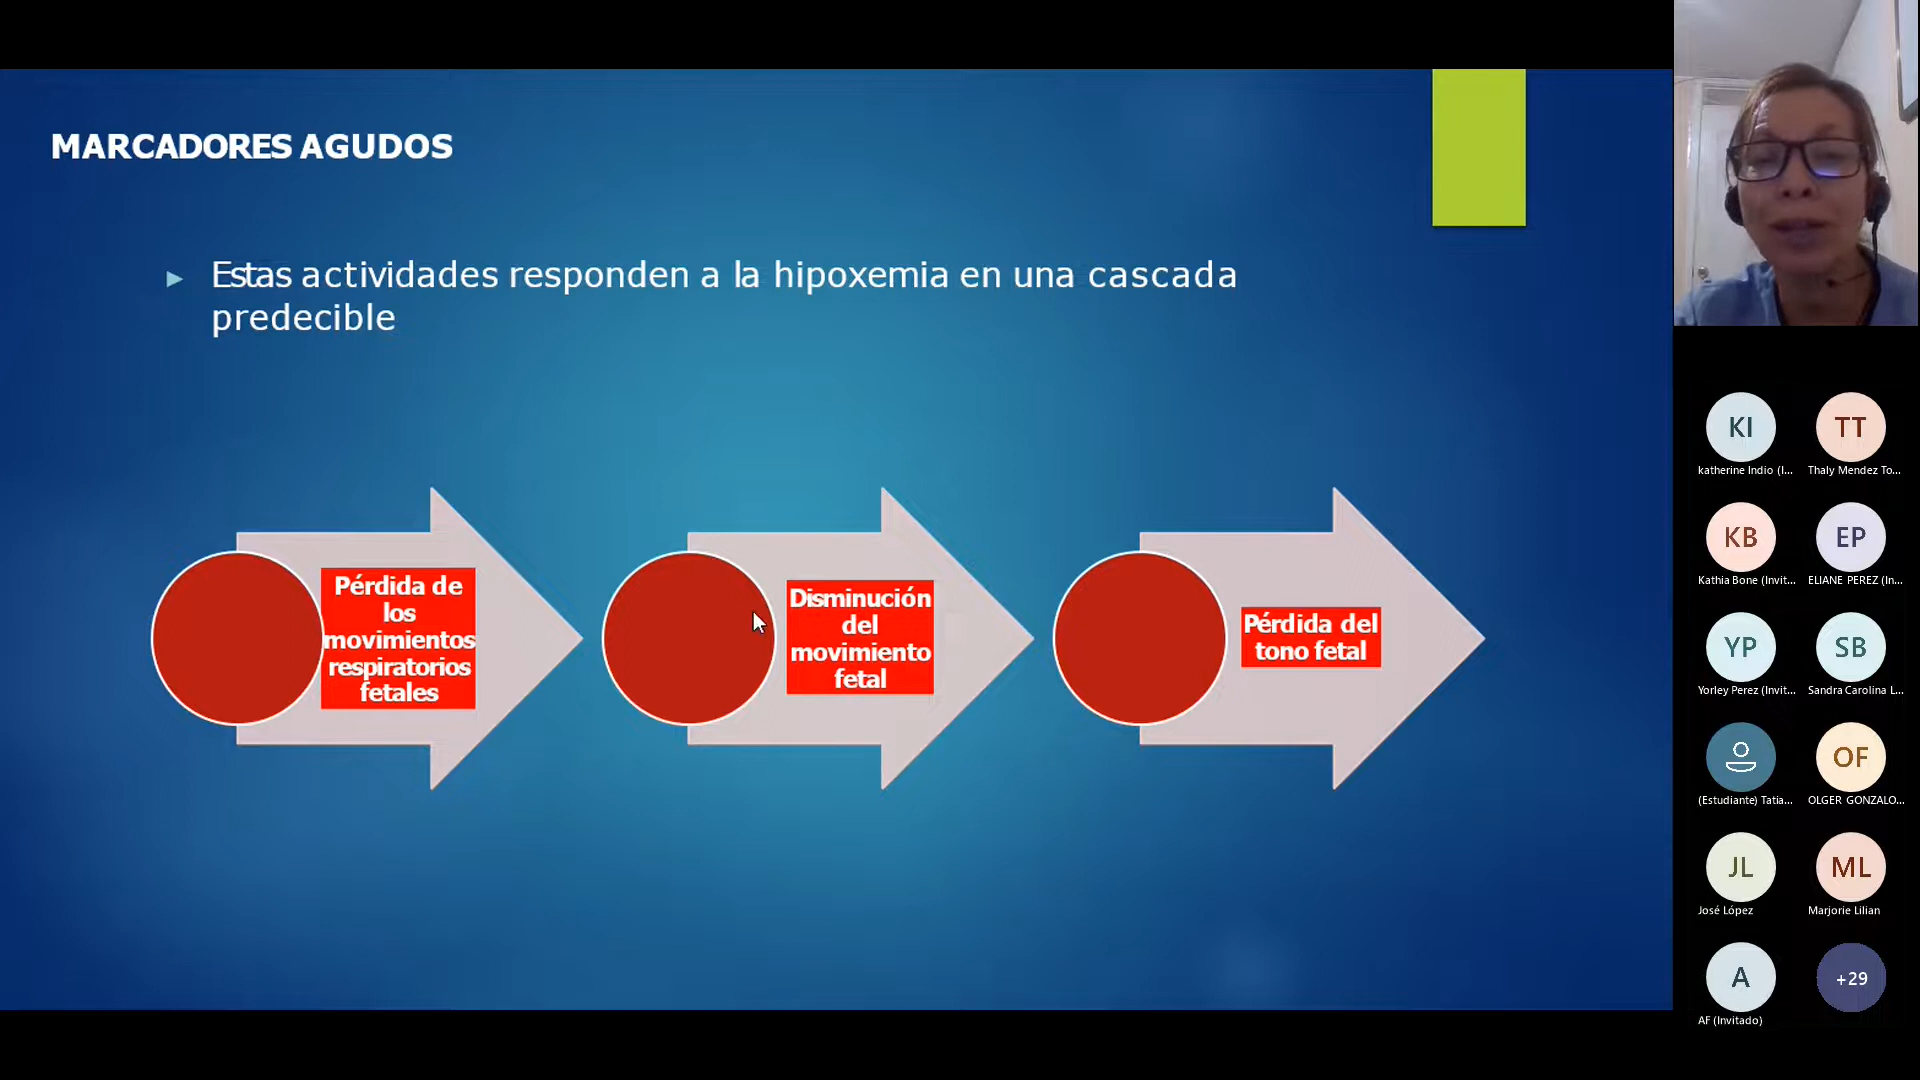 MARCADORES AGUDOS
Estas actividades responden a la hipoxemia en una cascada
predecible
Pérdida de
los
movimientos
respiratorios
fetales
Disminución
del
movimiento
fetal
Pérdida del
tono fetal
KI
TT
katherine Indio (I...
Thaly Mendez To...
KB
EP
Kathia Bone (Invit...
ELIANE PEREZ (In...
YP
SB
Yorley Perez (Invit...
Sandra Carolina L...
OF
(Estudiante) Tatia...
OLGER GONZALO...
JL
ML
José López
Marjorie Lilian
A
+29
AF (Invitado)